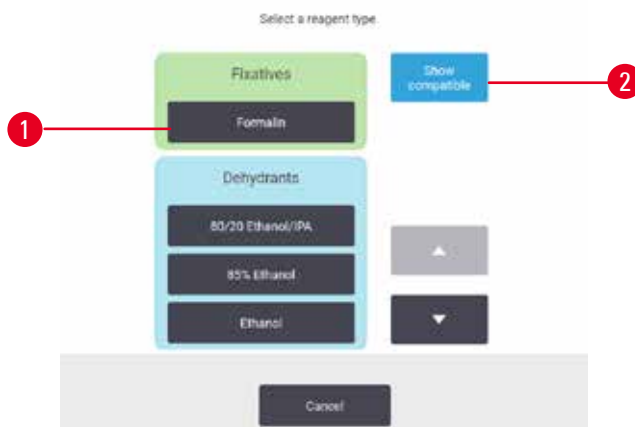 Select a reagent type.
Fixatives
Show
compatible
2
1
Formalin
Dehydrants
80/20 Ethanol/IPA
85% Ethanol
Ethanol
Cancel